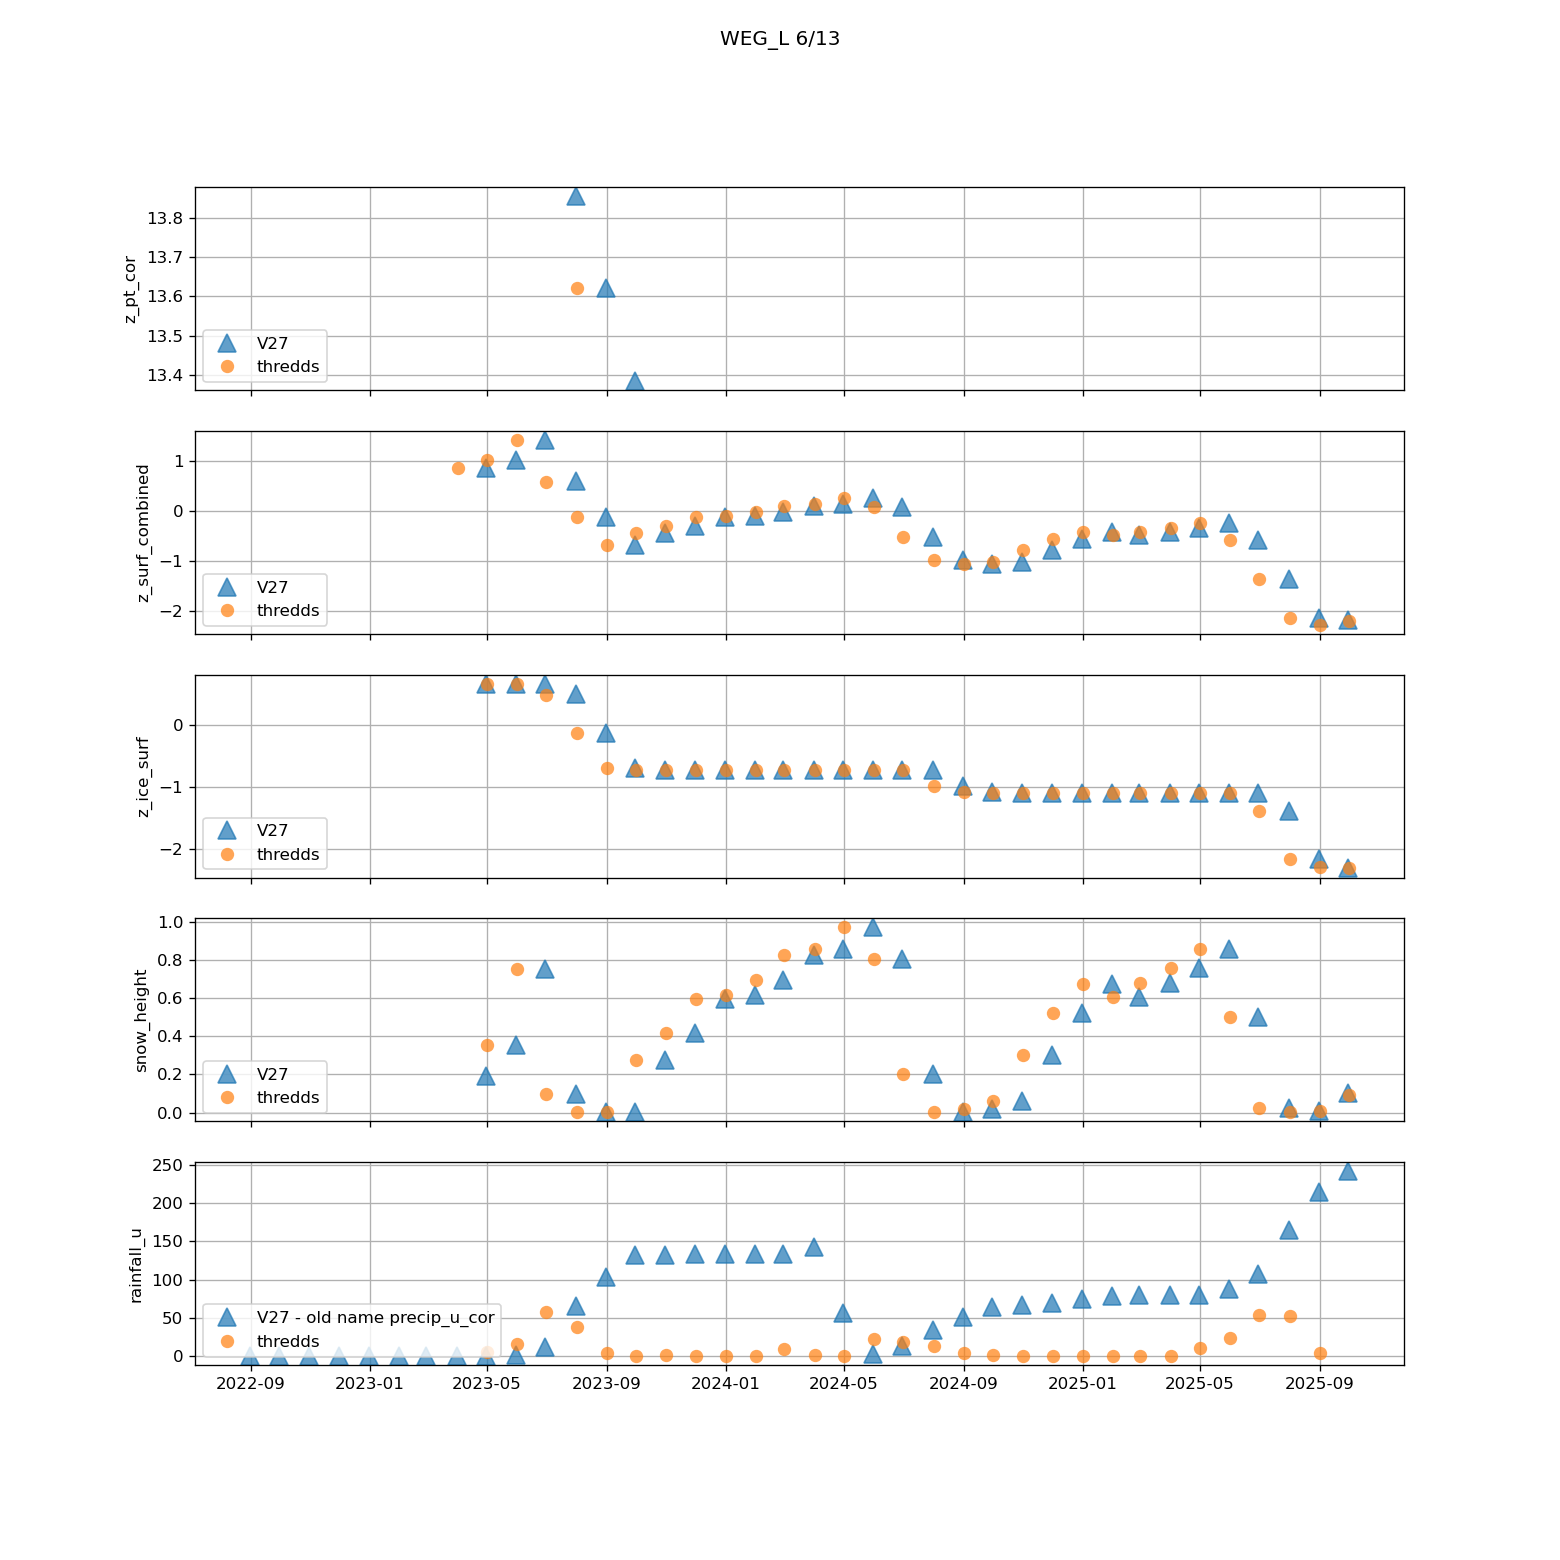 WEG_L 6/13
13.8
13.7
13.6
13.5
13.4
z_pt_cor
V27
thredds
1
0
−1
−2
z_surf_combined
V27
thredds
0
−1
−2
z_ice_surf
V27
thredds
1.0
0.8
0.6
0.4
0.2
0.0
snow_height
V27
thredds
250
200
150
100
50
0
rainfall_u
V27 - old name precip_u_cor
thredds
2022-09 2023-01 2023-05 2023-09 2024-01 2024-05 2024-09 2025-01 2025-05 2025-09